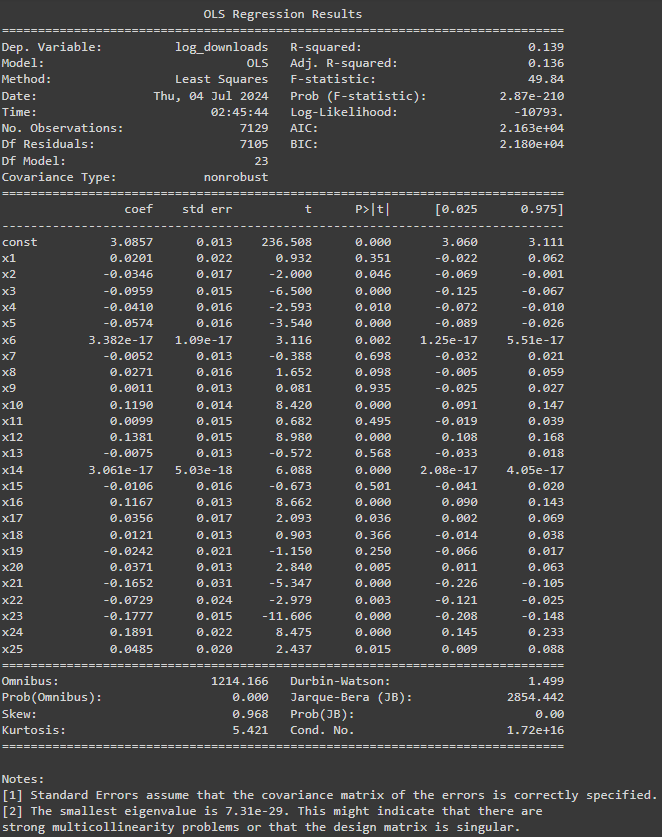 OLS Regression Results
==============================================================================
Dep. Variable:          log_downloads   R-squared:                       0.139
Model:                            OLS   Adj. R-squared:                  0.136
Method:                 Least Squares   F-statistic:                     49.84
Date:                Thu, 04 Jul 2024   Prob (F-statistic):          2.87e-210
Time:                        02:45:44   Log-Likelihood:                -10793.
No. Observations:                7129   AIC:                         2.163e+04
Df Residuals:                    7105   BIC:                         2.180e+04
Df Model:                          23
Covariance Type:            nonrobust
==============================================================================
                 coef    std err          t      P>|t|      [0.025      0.975]
------------------------------------------------------------------------------
const          3.0857      0.013    236.508      0.000       3.060       3.111
x1             0.0201      0.022      0.932      0.351      -0.022       0.062
x2            -0.0346      0.017     -2.000      0.046      -0.069      -0.001
x3            -0.0959      0.015     -6.500      0.000      -0.125      -0.067
x4            -0.0410      0.016     -2.593      0.010      -0.072      -0.010
x5            -0.0574      0.016     -3.540      0.000      -0.089      -0.026
x6          3.382e-17   1.09e-17      3.116      0.002    1.25e-17    5.51e-17
x7            -0.0052      0.013     -0.388      0.698      -0.032       0.021
x8             0.0271      0.016      1.652      0.098      -0.005       0.059
x9             0.0011      0.013      0.081      0.935      -0.025       0.027
x10            0.1190      0.014      8.420      0.000       0.091       0.147
x11            0.0099      0.015      0.682      0.495      -0.019       0.039
x12            0.1381      0.015      8.980      0.000       0.108       0.168
x13           -0.0075      0.013     -0.572      0.568      -0.033       0.018
x14         3.061e-17   5.03e-18      6.088      0.000    2.08e-17    4.05e-17
x15           -0.0106      0.016     -0.673      0.501      -0.041       0.020
x16            0.1167      0.013      8.662      0.000       0.090       0.143
x17            0.0356      0.017      2.093      0.036       0.002       0.069
x18            0.0121      0.013      0.903      0.366      -0.014       0.038
x19           -0.0242      0.021     -1.150      0.250      -0.066       0.017
x20            0.0371      0.013      2.840      0.005       0.011       0.063
x21           -0.1652      0.031     -5.347      0.000      -0.226      -0.105
x22           -0.0729      0.024     -2.979      0.003      -0.121      -0.025
x23           -0.1777      0.015    -11.606      0.000      -0.208      -0.148
x24            0.1891      0.022      8.475      0.000       0.145       0.233
x25            0.0485      0.020      2.437      0.015       0.009       0.088
==============================================================================
Omnibus:                     1214.166   Durbin-Watson:                   1.499
Prob(Omnibus):                  0.000   Jarque-Bera (JB):             2854.442
Skew:                           0.968   Prob(JB):                         0.00
Kurtosis:                       5.421   Cond. No.                     1.72e+16
==============================================================================
Notes:
[1] Standard Errors assume that the covariance matrix of the errors is correctly specified.
[2] The smallest eigenvalue is 7.31e-29. This might indicate that there are
strong multicollinearity problems or that the design matrix is singular.